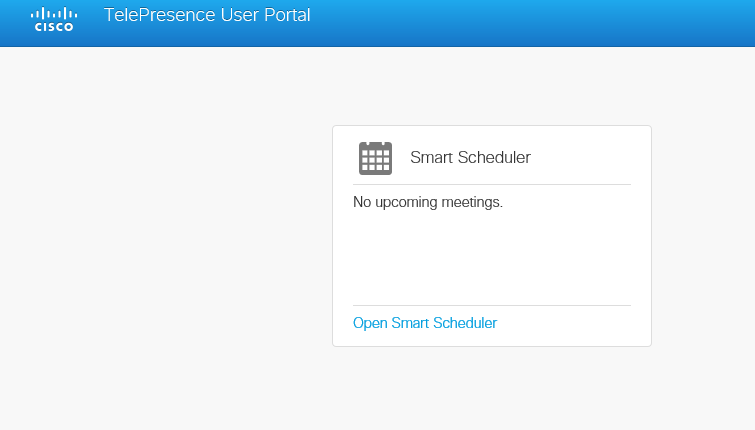 CISCO
TelePresence User Portal
Smart Scheduler
No upcoming meetings.
Open Smart Scheduler